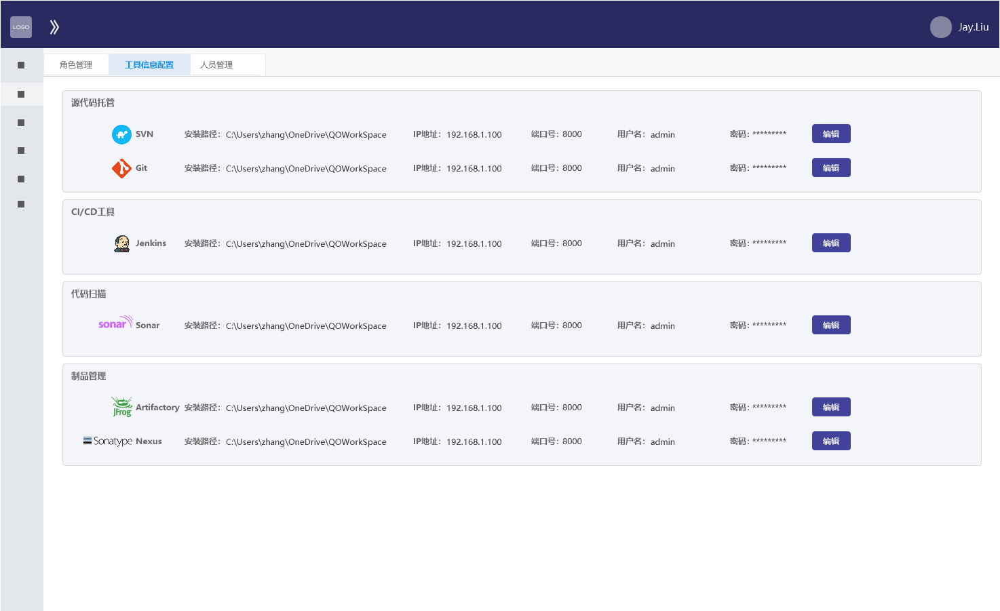 LOGO
Jay.Liu
角色管理 工具信息配置 人员管理
源代码托管
SVN 安装路径： C:\Users\zhang\OneDrive\QOWorkSpace IP地址： 192.168.1.100 端口号：8000 用户名： admin 密码：********* 编辑
Git 安装路径： C:\Users\zhang\OneDrive\QOWorkSpace IP地址： 192.168.1.100 端口号：8000 用户名： admin 密码：********* 编辑
CI/CD工具
Jenkins 安装路径： C:\Users\zhang\OneDrive\QOWorkSpace IP地址： 192.168.1.100 端口号：8000 用户名： admin 密码：********* 编辑
代码扫描
sonar Sonar 安装路径： C:\Users\zhang\OneDrive\QOWorkSpace IP地址： 192.168.1.100 端口号：8000 用户名： admin 密码：********* 编辑
制品管理
JFrog Artifactory 安装路径： C:\Users\zhang\OneDrive\QOWorkSpace IP地址： 192.168.1.100 端口号：8000 用户名： admin 密码：********* 编辑
Sonatype Nexus 安装路径： C:\Users\zhang\OneDrive\QOWorkSpace IP地址： 192.168.1.100 端口号：8000 用户名： admin 密码：********* 编辑